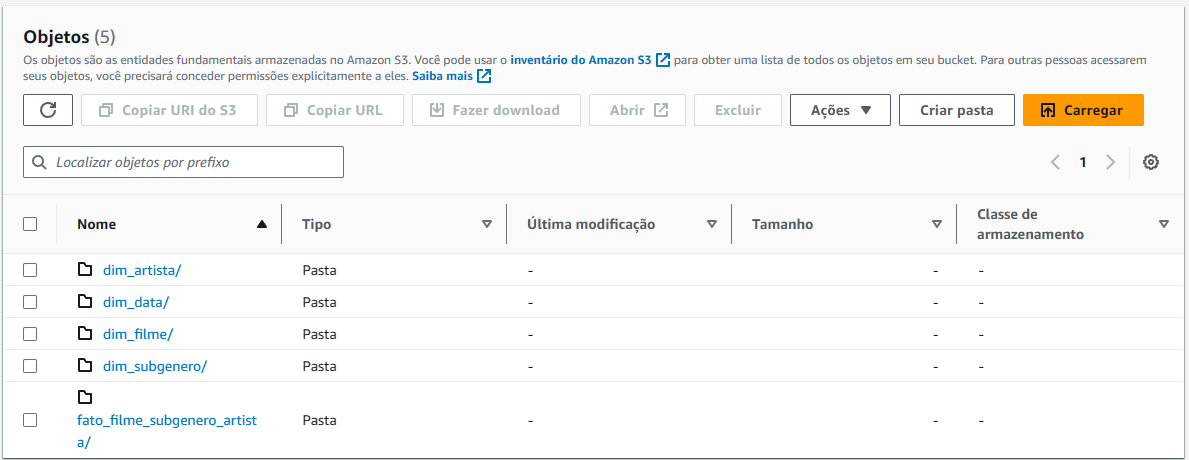 Objetos (5)
Os objetos são as entidades fundamentais armazenadas no Amazon S3. Você pode usar o inventário do Amazon S3 para obter uma lista de todos os objetos em seu bucket. Para outras pessoas acessarem
seus objetos, você precisará conceder permissões explicitamente a eles. Saiba mais
Copiar URI do S3 Copiar URL Fazer download Abrir Excluir Ações Criar pasta Carregar
Localizar objetos por prefixo 1
Nome Tipo Última modificação Tamanho Classe de
armazenamento
dim_artista/ Pasta - - -
dim_data/ Pasta - - -
dim_filme/ Pasta - - -
dim_subgenero/ Pasta - - -
fato_filme_subgenero_artist Pasta - - -
a/